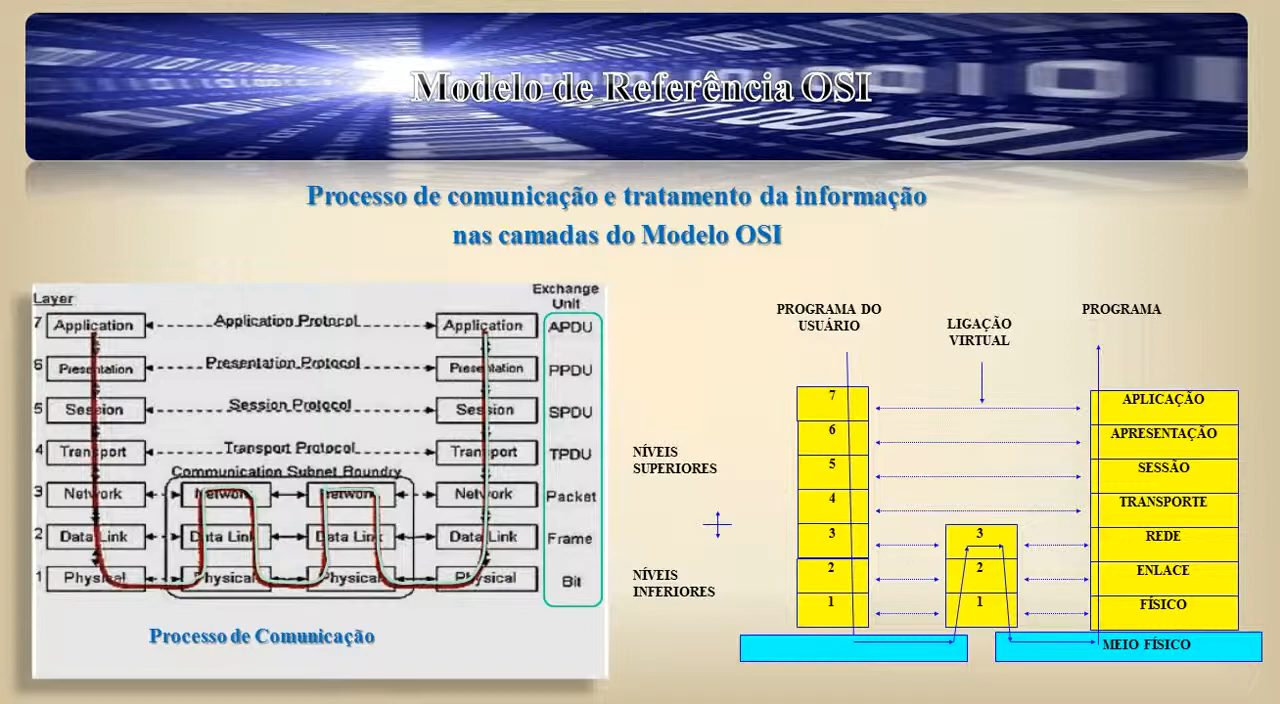 Modelo de Referência OSI
Processo de comunicação e tratamento da informação
nas camadas do Modelo OSI
Layer
Exchange
Unit
7 Application Application Protocol Application APDU
6 Presentation Presentation Protocol Presentation PPDU
5 Session Session Protocol Session SPDU
4 Transport Transport Protocol Transport TPDU
Communication Subnet Boundry
3 Network Network Network Network Packet
2 Data Link Data Link Data Link Data Link Frame
1 Physical Physical Physical Physical Bit
Processo de Comunicação
PROGRAMA DO
USUÁRIO
LIGAÇÃO
VIRTUAL
PROGRAMA
NÍVEIS
SUPERIORES
NÍVEIS
INFERIORES
7
6
5
4
3
2
1
3
2
1
APLICAÇÃO
APRESENTAÇÃO
SESSÃO
TRANSPORTE
REDE
ENLACE
FÍSICO
MEIO FÍSICO